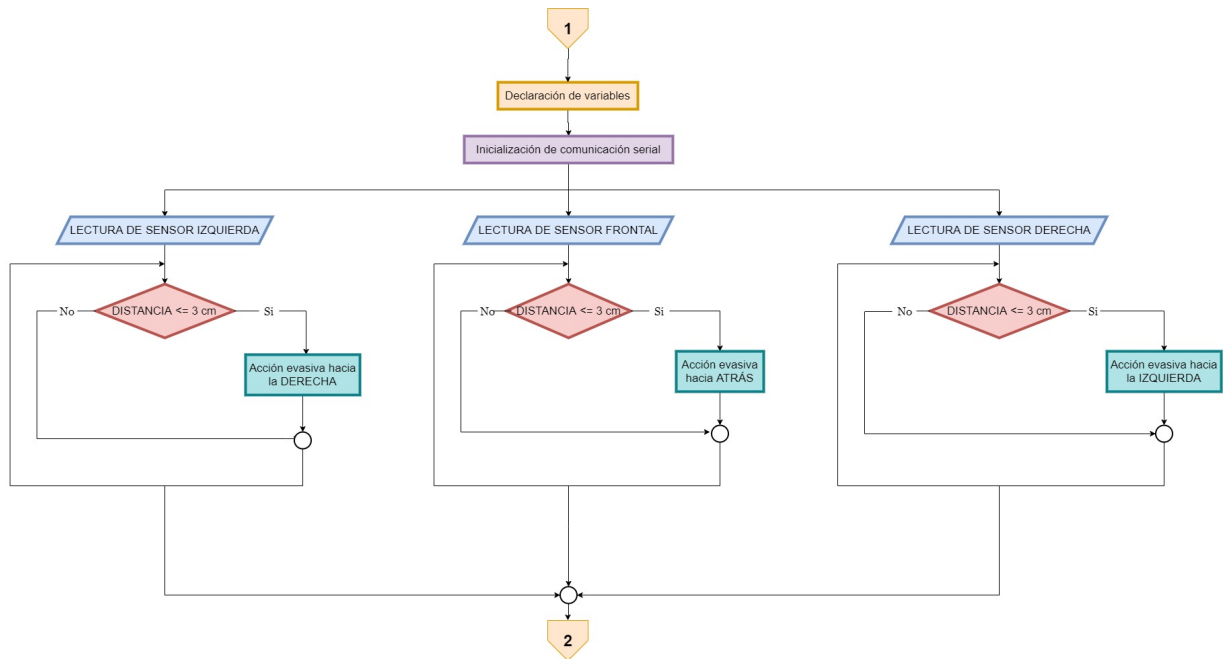 1
Declaración de variables
Inicialización de comunicación serial
LECTURA DE SENSOR IZQUIERDA
LECTURA DE SENSOR FRONTAL
LECTURA DE SENSOR DERECHA
No
DISTANCIA <= 3 cm
Si
No
DISTANCIA <= 3 cm
Si
No
DISTANCIA <= 3 cm
Si
Acción evasiva hacia
la DERECHA
Acción evasiva
hacia ATRÁS
Acción evasiva hacia
la IZQUIERDA
2